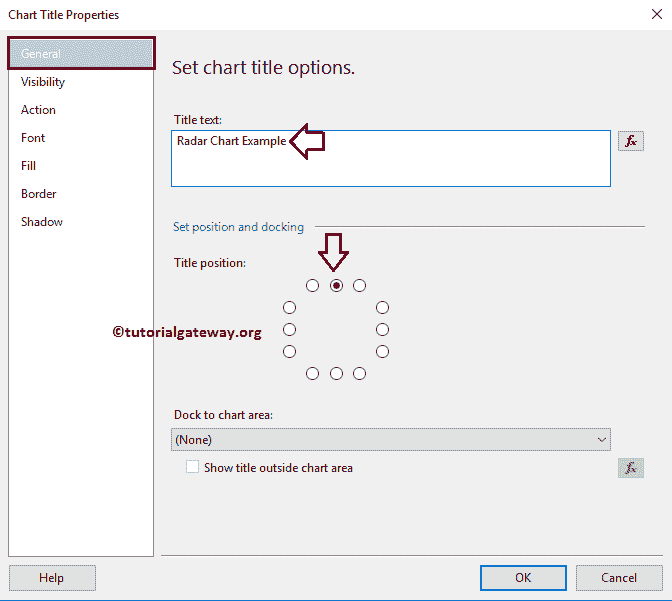 Chart Title Properties
General
Visibility
Action
Font
Fill
Border
Shadow
Set chart title options.
Title text:
Radar Chart Example
fx
Set position and docking
Title position:
©tutorialgateway.org
Dock to chart area:
(None)
Show title outside chart area
fx
Help
OK
Cancel